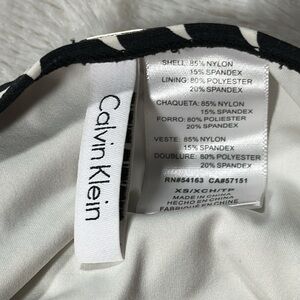 Calvin Klein
SHELL: 85% NYLON
15% SPANDEX
LINING: 80% POLYESTER
20% SPANDEX
CHAQUETA: 85% NYLON
15% SPANDEX
FORRO: 80% POLIESTER
20% SPANDEX
VESTE: 85% NYLON
15% SPANDEX
DOUBLURE: 80% POLYESTER
20% SPANDEX
RN#54163 CA#57151
XS/XCH/TP
MADE IN CHINA
HECHO EN CHINA
FABRIQUÉ EN CHINE